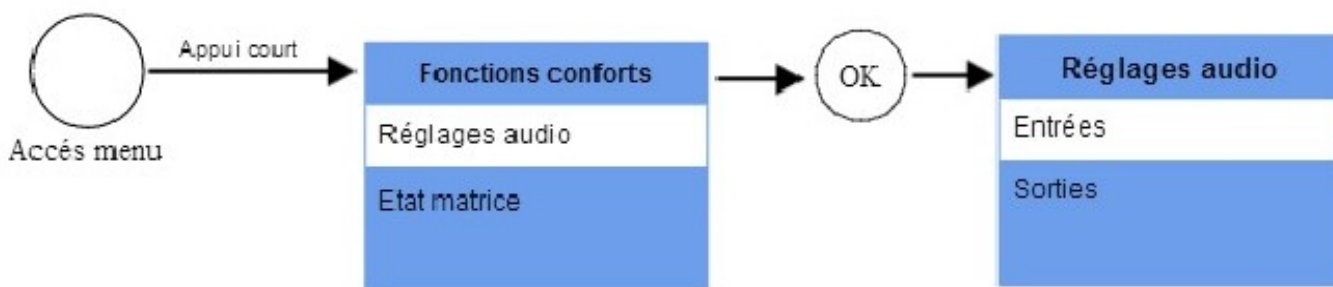 Appui court
Accés menu
Fonctions conforts
Réglages audio
Etat matrice
OK
Réglages audio
Entrées
Sorties